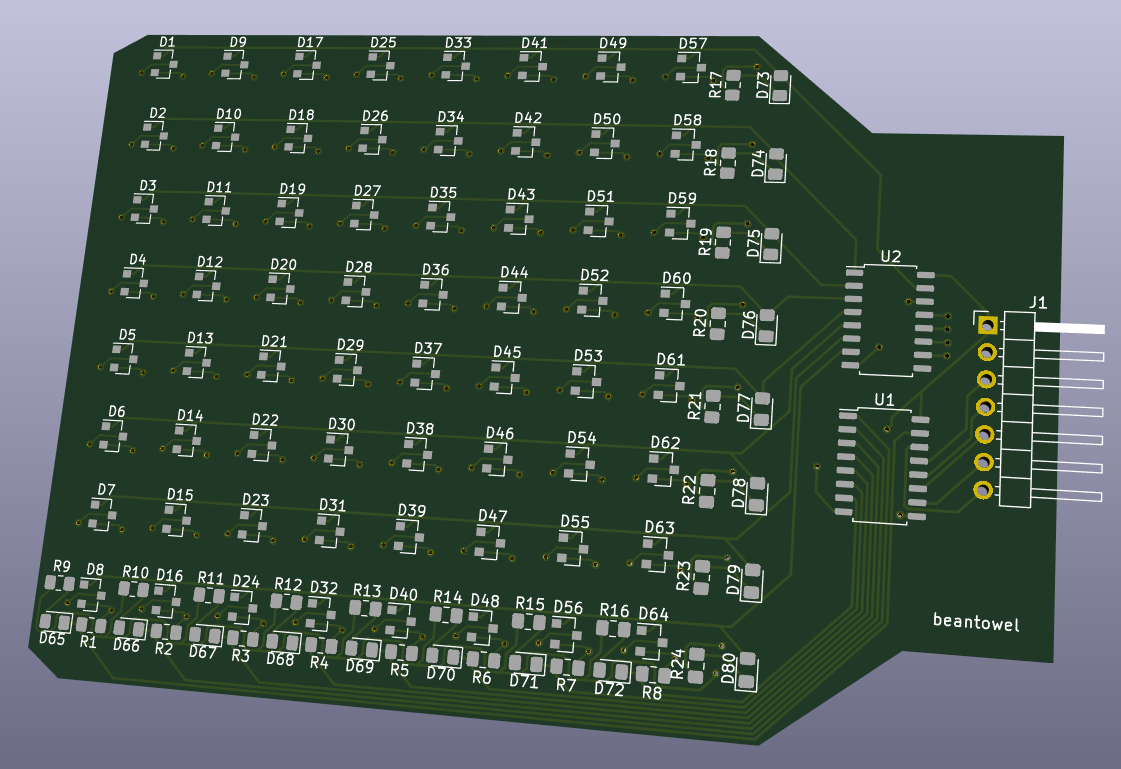 D1 D9 D17 D25 D33 D41 D49 D57
R17 D73
D2 D10 D18 D26 D34 D42 D50 D58
R18 D74
D3 D11 D19 D27 D35 D43 D51 D59
R19 D75
U2
D4 D12 D20 D28 D36 D44 D52 D60
R20 D76
J1
D5 D13 D21 D29 D37 D45 D53 D61
R21 D77
U1
D6 D14 D22 D30 D38 D46 D54 D62
R22 D78
D7 D15 D23 D31 D39 D47 D55 D63
R23 D79
R9 D8 R10 D16 R11 D24 R12 D32 R13 D40 R14 D48 R15 D56 R16 D64
beantowel
D65 R1 D66 R2 D67 R3 D68 R4 D69 R5 D70 R6 D71 R7 D72 R8
R24 D80